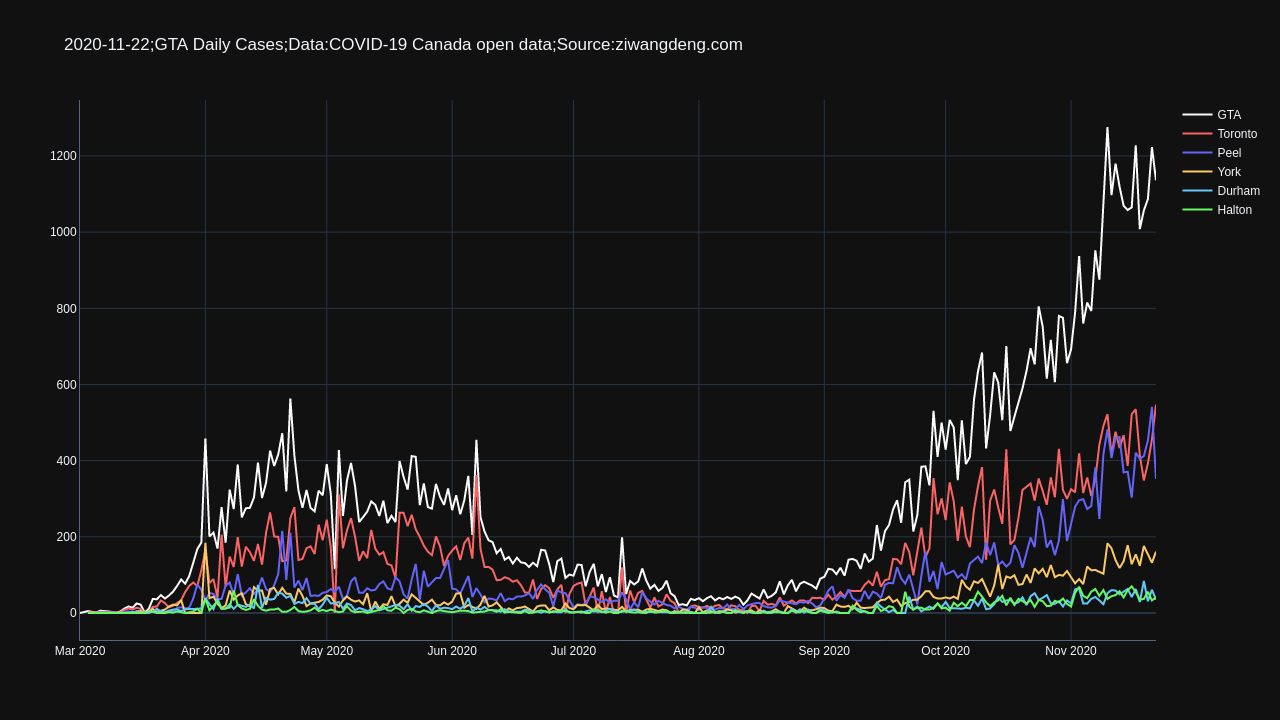 2020-11-22;GTA Daily Cases;Data:COVID-19 Canada open data;Source:ziwangdeng.com
GTA
Toronto
Peel
York
Durham
Halton
1200
1000
800
600
400
200
0
Mar 2020 Apr 2020 May 2020 Jun 2020 Jul 2020 Aug 2020 Sep 2020 Oct 2020 Nov 2020